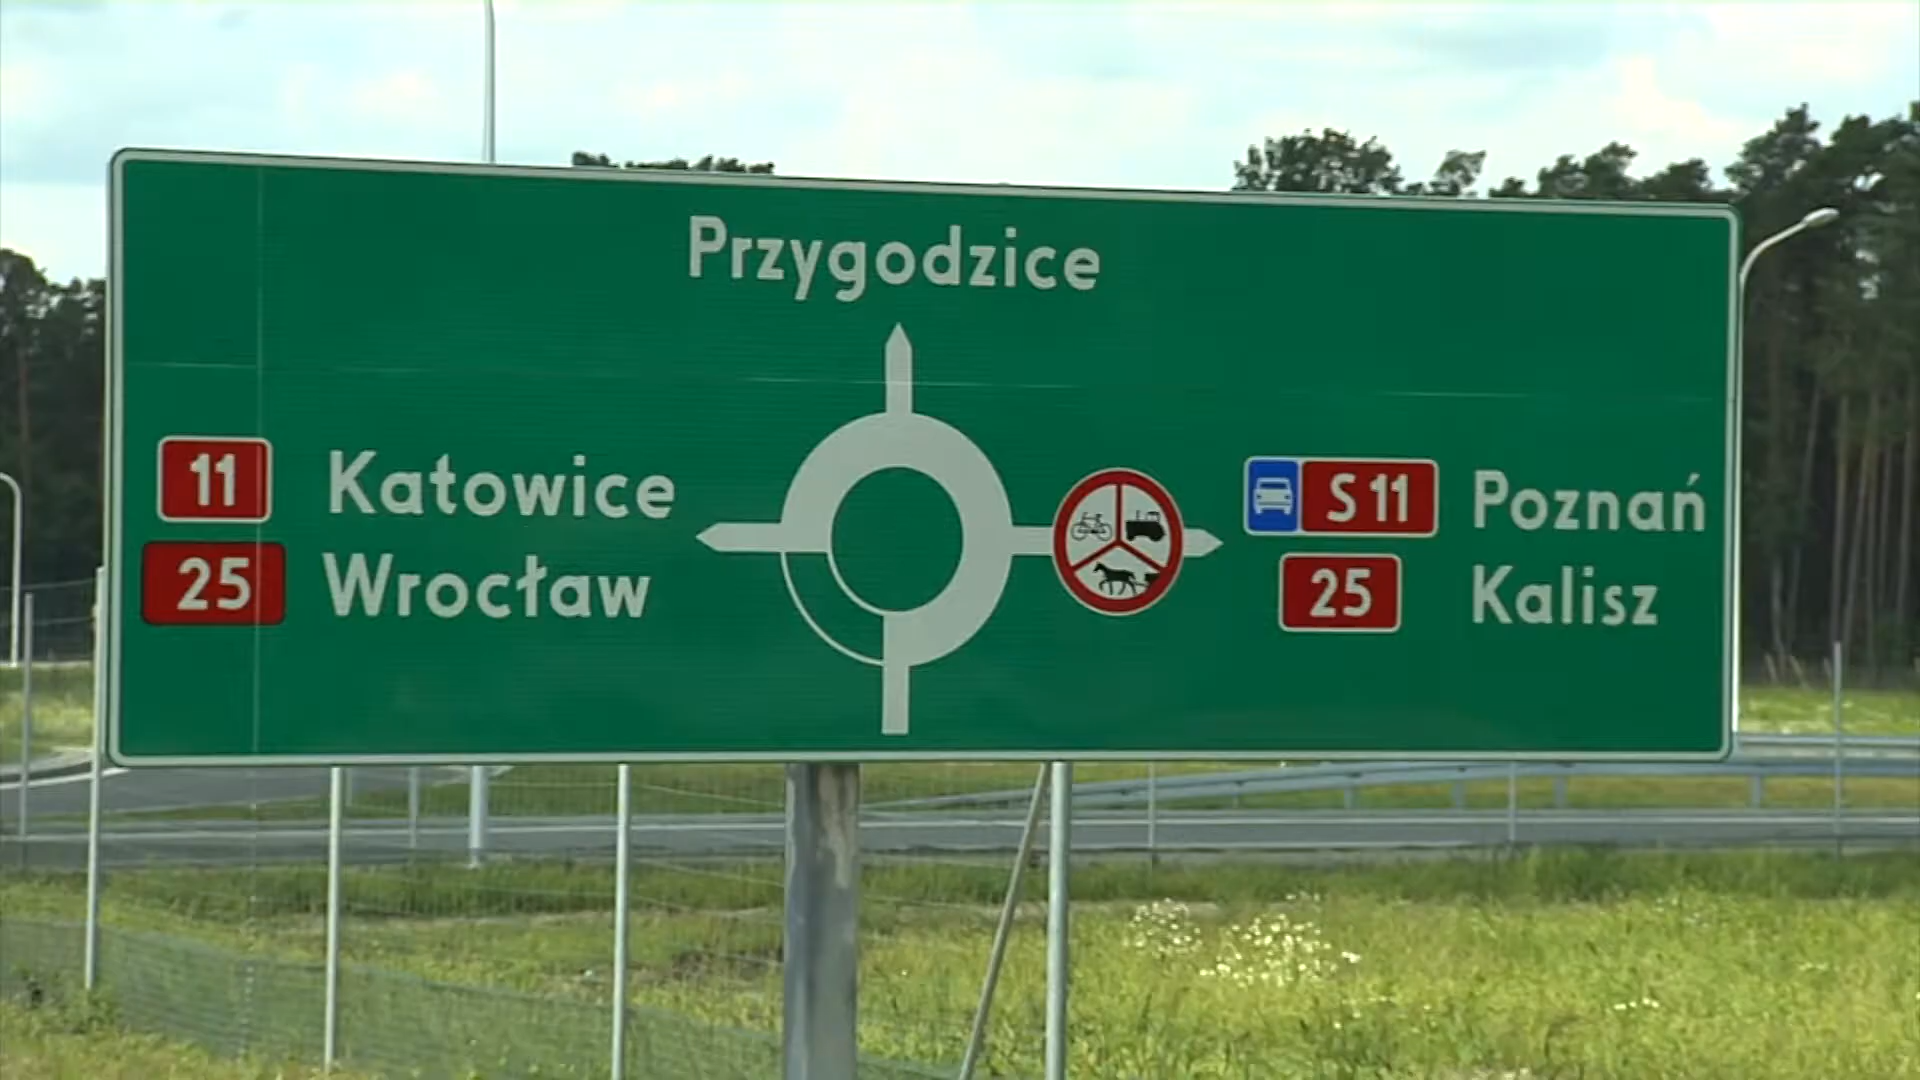 Przygodzice
11 Katowice
25 Wrocław
S11 Poznań
25 Kalisz